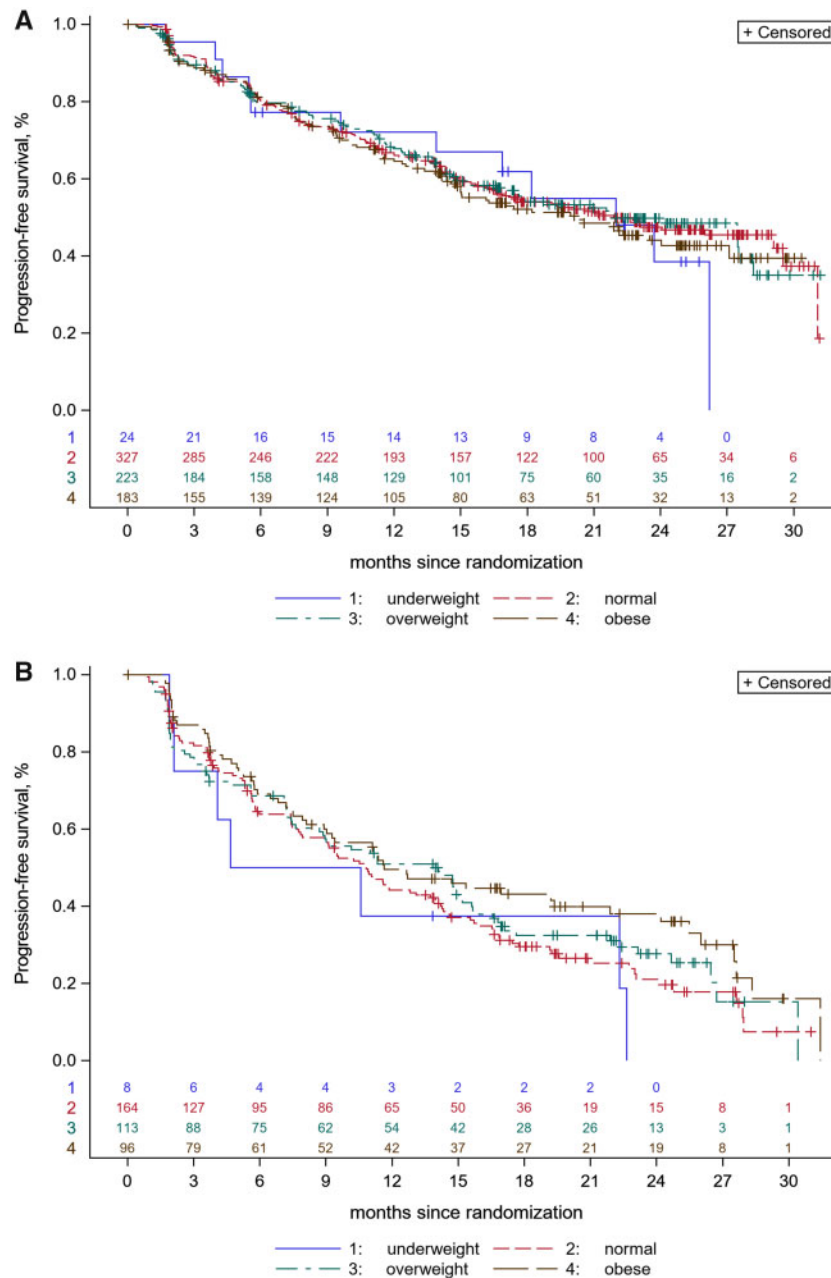 A
+ Censored
Progression-free survival, %
1.0
0.8
0.6
0.4
0.2
0.0
1 24 21 16 15 14 13 9 8 4 0
2 327 285 246 222 193 157 122 100 65 34 6
3 223 184 158 148 129 101 75 60 35 16 2
4 183 155 139 124 105 80 63 51 32 13 2
0 3 6 9 12 15 18 21 24 27 30
months since randomization
1: underweight 2: normal
3: overweight 4: obese
B
+ Censored
Progression-free survival, %
1.0
0.8
0.6
0.4
0.2
0.0
1 8 6 4 4 3 2 2 2 0
2 164 127 95 86 65 50 36 19 15 8 1
3 113 88 75 62 54 42 28 26 13 3 1
4 96 79 61 52 42 37 27 21 19 8 1
0 3 6 9 12 15 18 21 24 27 30
months since randomization
1: underweight 2: normal
3: overweight 4: obese